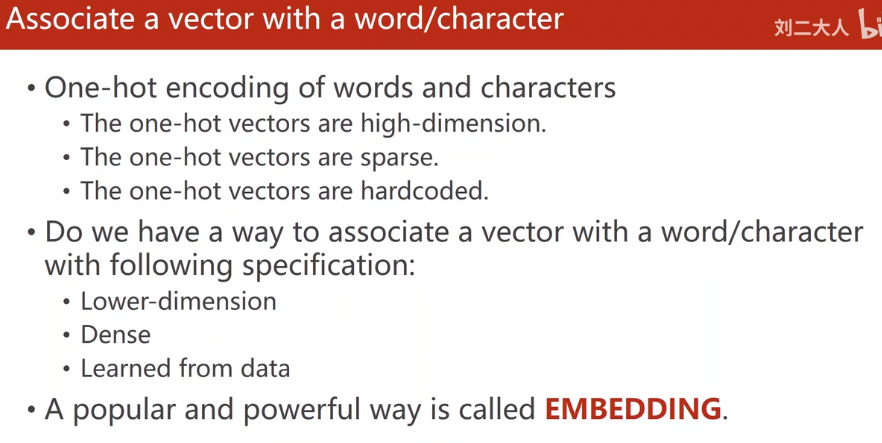 Associate a vector with a word/character
刘二大人
• One-hot encoding of words and characters
• The one-hot vectors are high-dimension.
• The one-hot vectors are sparse.
• The one-hot vectors are hardcoded.
• Do we have a way to associate a vector with a word/character
with following specification:
• Lower-dimension
• Dense
• Learned from data
• A popular and powerful way is called EMBEDDING.